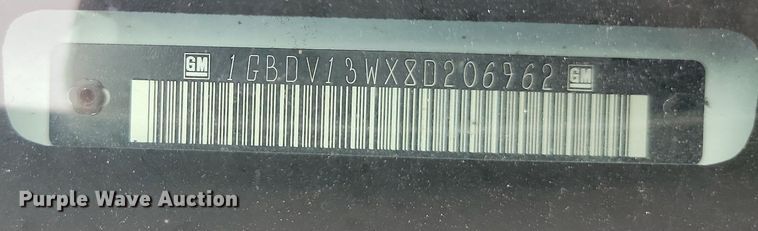 GM 1GBDV13WX8D206962 GM
Purple Wave Auction